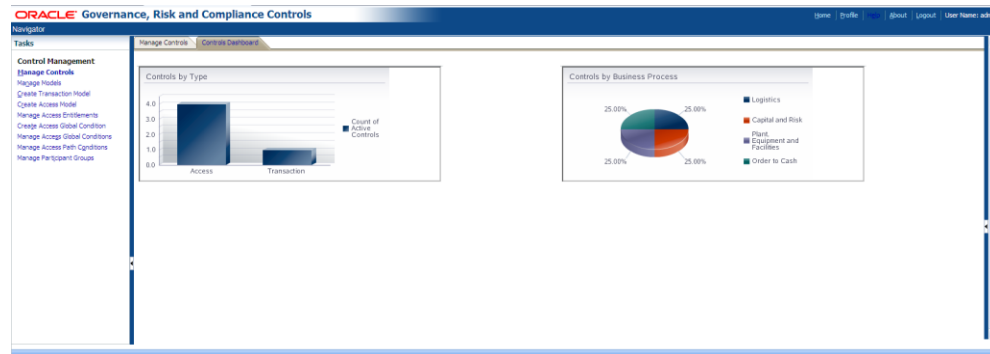 ORACLE Governance, Risk and Compliance Controls
Home Profile Help About Logout User Name: adm
Navigator
Tasks
Manage Controls Controls Dashboard
Control Management
Manage Controls
Manage Models
Create Transaction Model
Create Access Model
Manage Access Entitlements
Create Access Global Condition
Manage Access Global Conditions
Manage Access Path Conditions
Manage Participant Groups
Controls by Type
4.0
3.0
2.0
1.0
0.0
Access Transaction
Count of
Active
Controls
Controls by Business Process
25.00% 25.00%
25.00% 25.00%
Logistics
Capital and Risk
Plant,
Equipment and
Facilities
Order to Cash